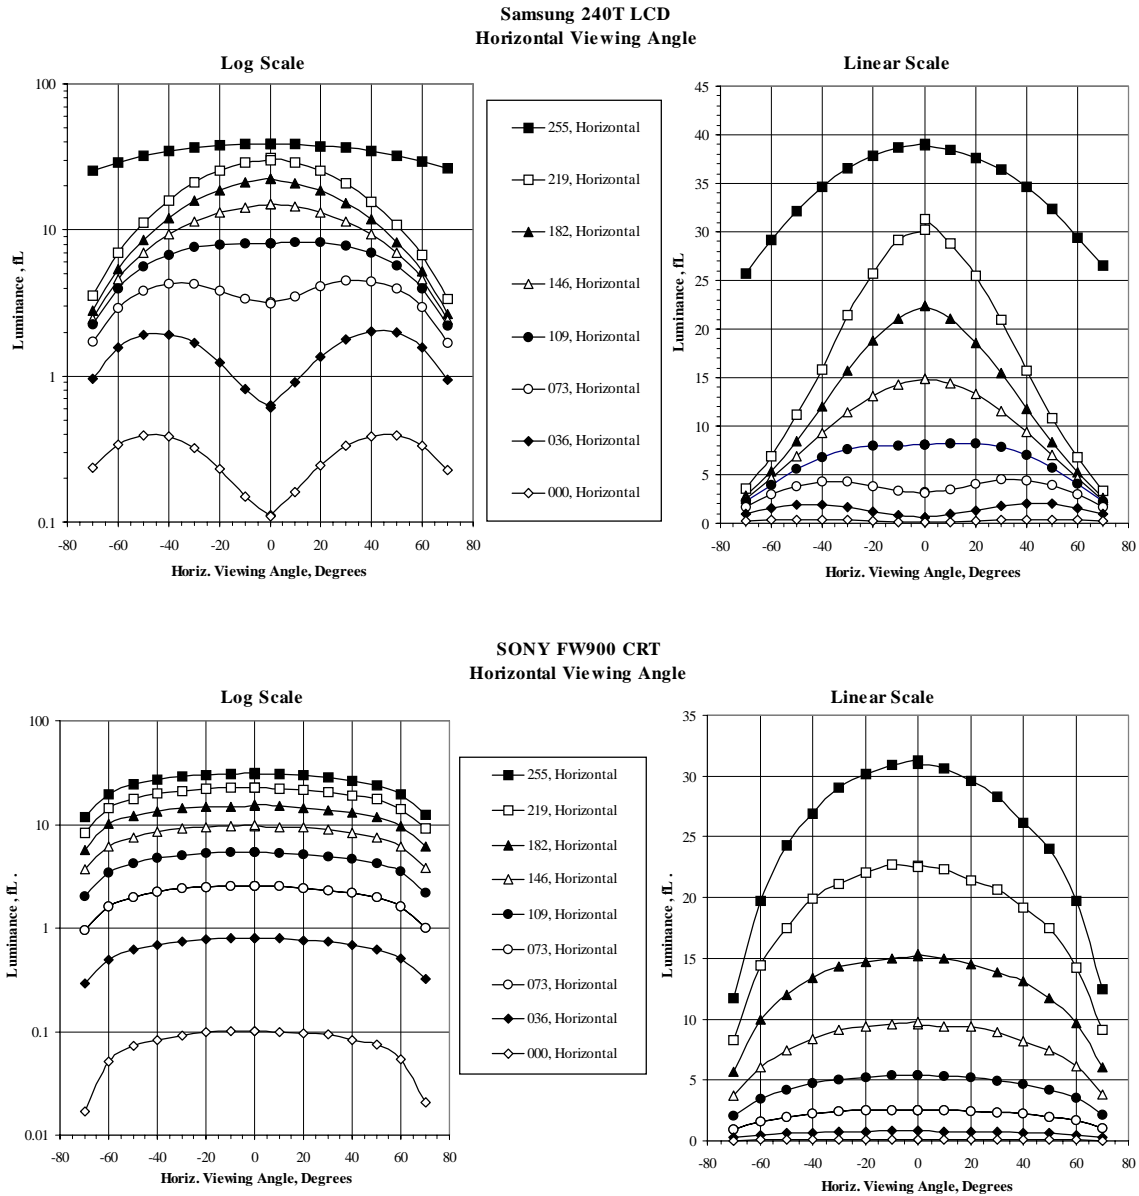 Samsung 240T LCD
Horizontal Viewing Angle
Log Scale
Linear Scale
100
10
1
0.1
Luminance , fL
-80 -60 -40 -20 0 20 40 60 80
Horiz. Viewing Angle, Degrees
255, Horizontal
219, Horizontal
182, Horizontal
146, Horizontal
109, Horizontal
073, Horizontal
036, Horizontal
000, Horizontal
45
40
35
30
25
20
15
10
5
0
Luminance , fL
-80 -60 -40 -20 0 20 40 60 80
Horiz. Viewing Angle, Degrees
SONY FW900 CRT
Horizontal Viewing Angle
Log Scale
Linear Scale
100
10
1
0.1
0.01
Luminance , fL .
-80 -60 -40 -20 0 20 40 60 80
Horiz. Viewing Angle, Degrees
255, Horizontal
219, Horizontal
182, Horizontal
146, Horizontal
109, Horizontal
073, Horizontal
073, Horizontal
036, Horizontal
000, Horizontal
35
30
25
20
15
10
5
0
Luminance , fL .
-80 -60 -40 -20 0 20 40 60 80
Horiz. Viewing Angle, Degrees